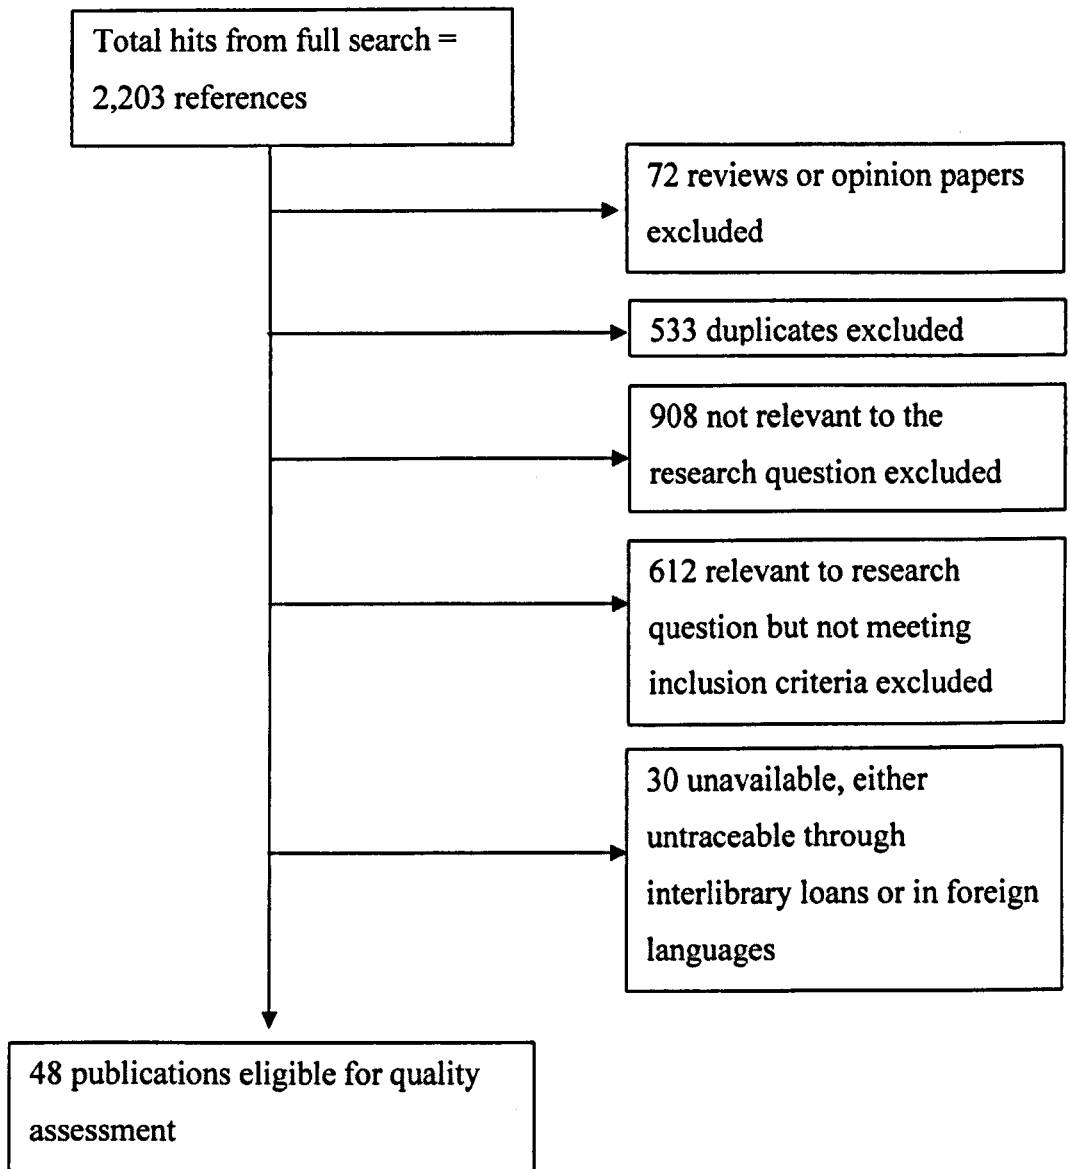 Total hits from full search =
2,203 references
72 reviews or opinion papers
excluded
533 duplicates excluded
908 not relevant to the
research question excluded
612 relevant to research
question but not meeting
inclusion criteria excluded
30 unavailable, either
untraceable through
interlibrary loans or in foreign
languages
48 publications eligible for quality
assessment